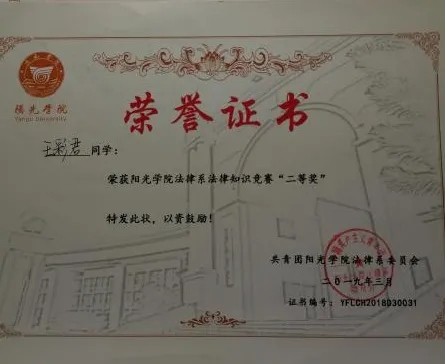 阳光学院
YANGO UNIVERSITY
荣誉证书
王彩君同学：
荣获阳光学院法律系法律知识竞赛“二等奖”
特发此状，以资鼓励！
共青团阳光学院法律系委员会
二〇一九年三月
证书编号：YFLCH2018030031